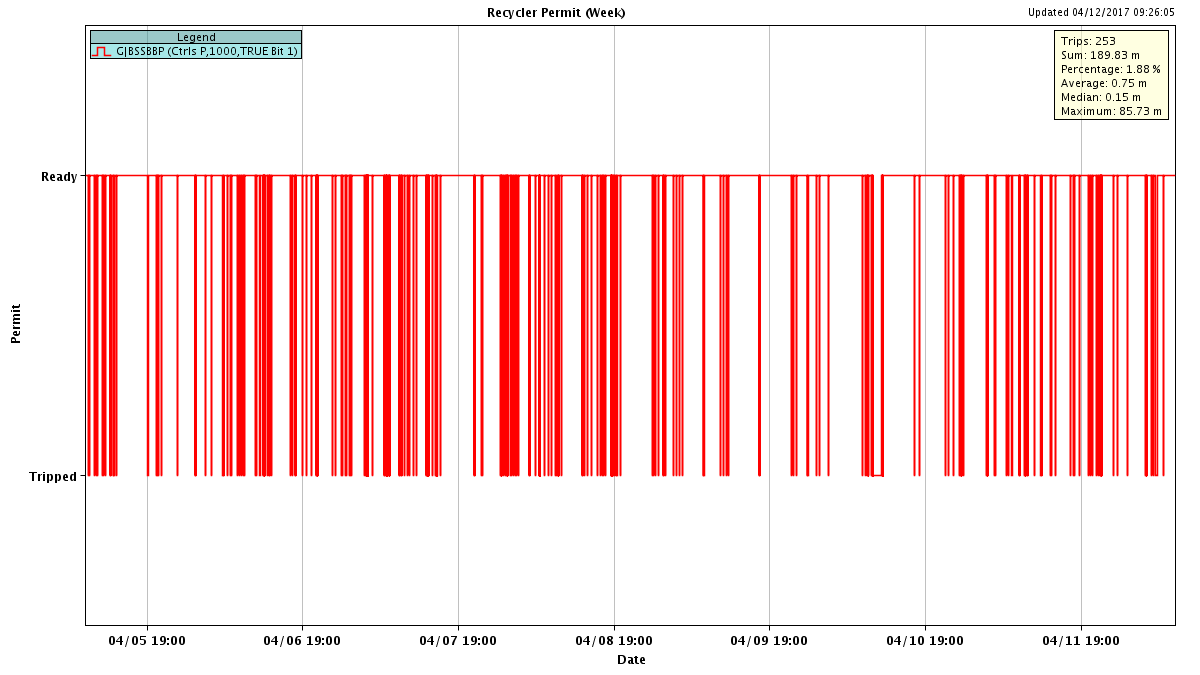 Recycler Permit (Week)
Updated 04/12/2017 09:26:05
Legend
G|BSSBBP (Ctrls P,1000,TRUE Bit 1)
Trips: 253
Sum: 189.83 m
Percentage: 1.88 %
Average: 0.75 m
Median: 0.15 m
Maximum: 85.73 m
Ready
Permit
Tripped
04/05 19:00
04/06 19:00
04/07 19:00
04/08 19:00
04/09 19:00
04/10 19:00
04/11 19:00
Date